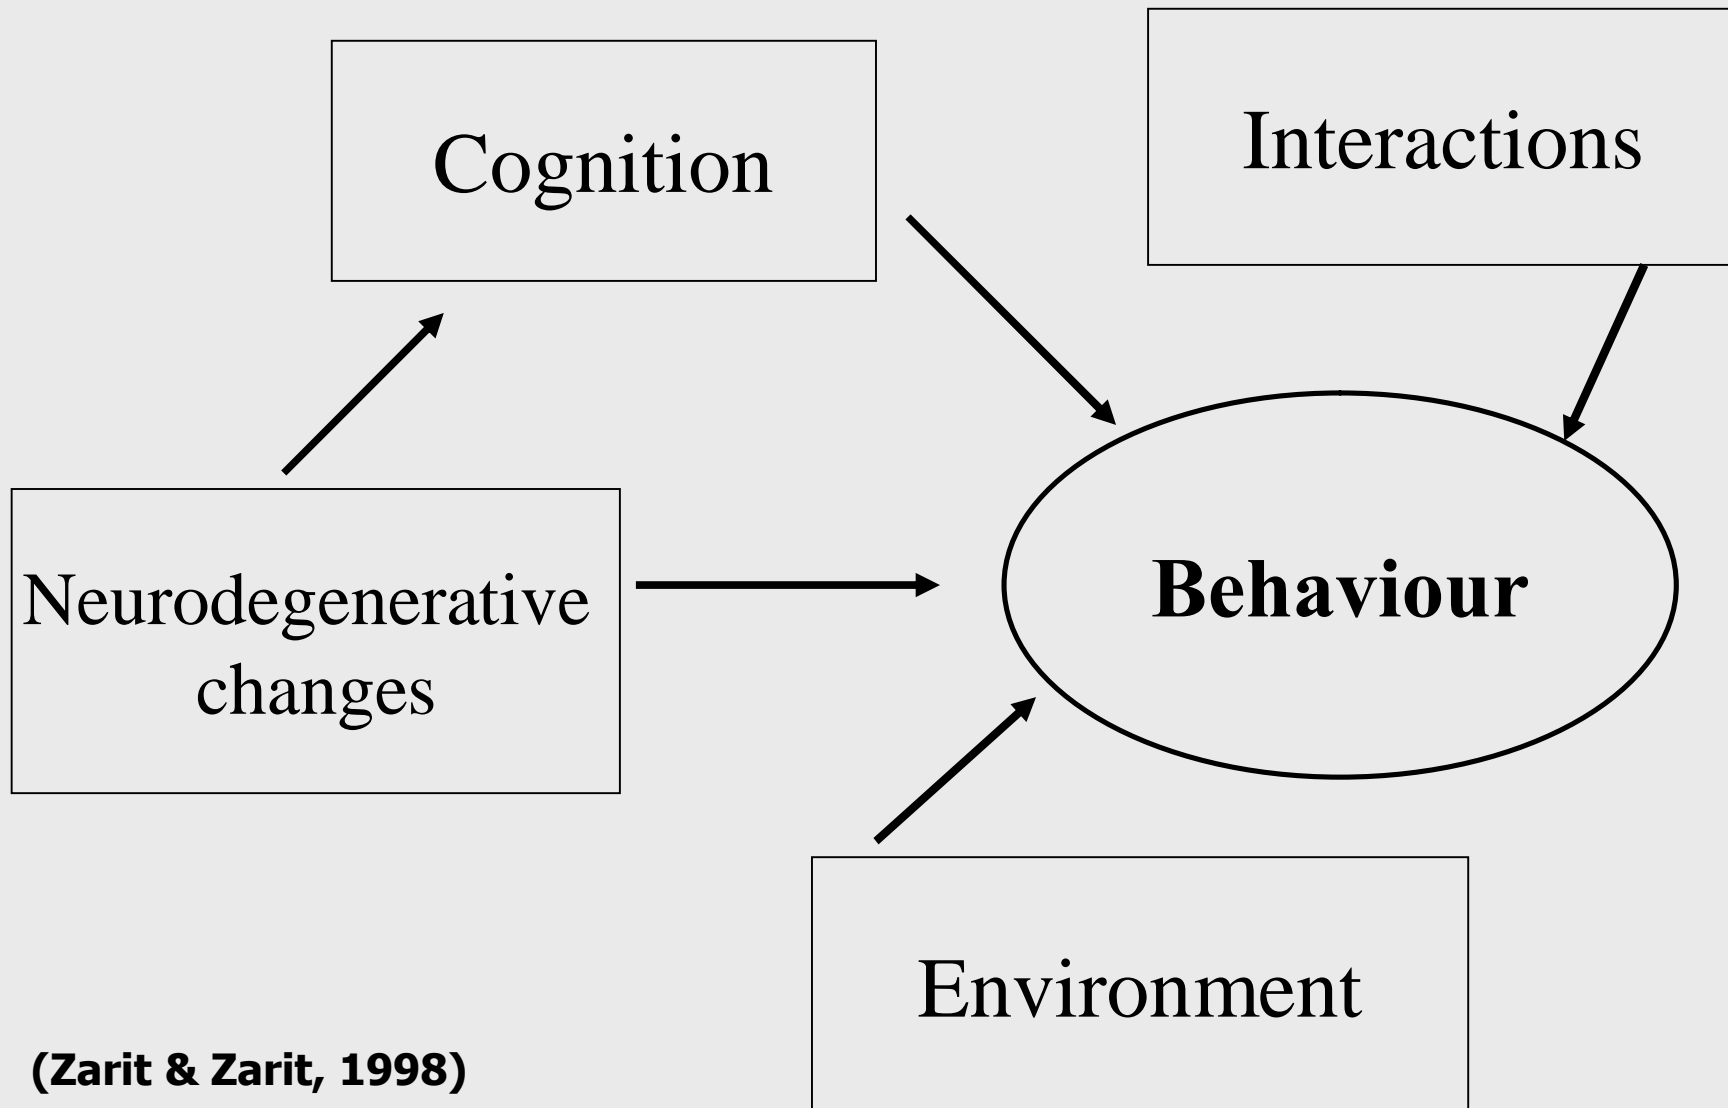 Cognition
Interactions
Neurodegenerative
changes
Behaviour
Environment
(Zarit & Zarit, 1998)